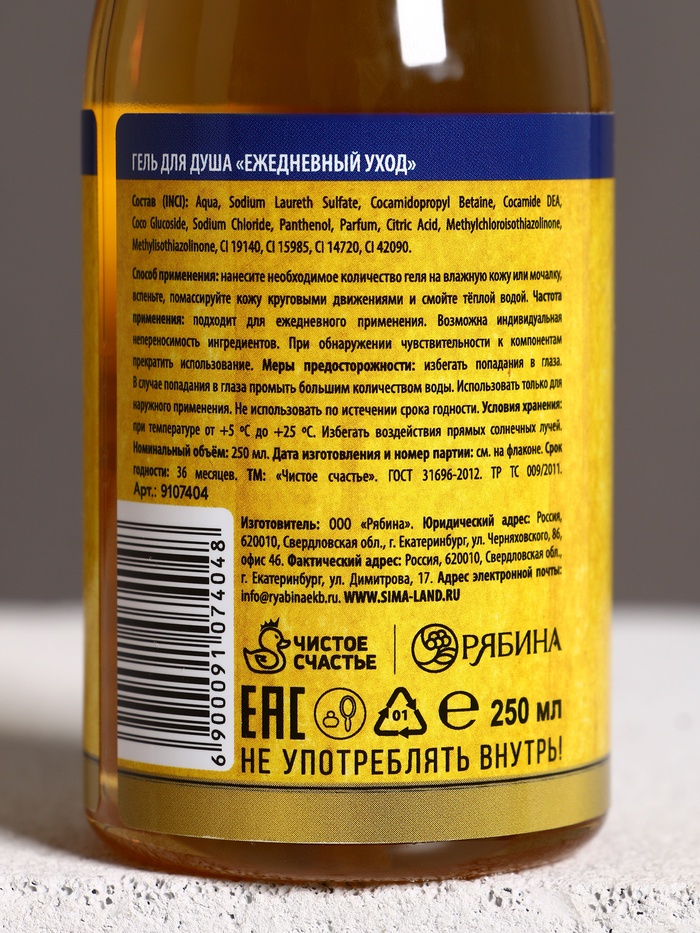 ГЕЛЬ ДЛЯ ДУША «ЕЖЕДНЕВНЫЙ УХОД»
Состав (INCI): Aqua, Sodium Laureth Sulfate, Cocamidopropyl Betaine, Cocamide DEA,
Coco Glucoside, Sodium Chloride, Panthenol, Parfum, Citric Acid, Methylchloroisothiazolinone,
Methylisothiazolinone, CI 19140, CI 15985, CI 14720, CI 42090.
Способ применения: нанесите необходимое количество геля на влажную кожу или мочалку,
вспеньте, помассируйте кожу круговыми движениями и смойте тёплой водой. Частота
применения: подходит для ежедневного применения. Возможна индивидуальная
непереносимость ингредиентов. При обнаружении чувствительности к компонентам
прекратить использование. Меры предосторожности: избегать попадания в глаза.
В случае попадания в глаза промыть большим количеством воды. Использовать только для
наружного применения. Не использовать по истечении срока годности. Условия хранения:
при температуре от +5 ºС до +25 ºС. Избегать воздействия прямых солнечных лучей.
Номинальный объём: 250 мл. Дата изготовления и номер партии: см. на флаконе. Срок
годности: 36 месяцев. ТМ: «Чистое счастье». ГОСТ 31696-2012. ТР ТС 009/2011.
Арт.: 9107404
Изготовитель: ООО «Рябина». Юридический адрес: Россия,
620010, Свердловская обл., г. Екатеринбург, ул. Черняховского, 86,
офис 46. Фактический адрес: Россия, 620010, Свердловская обл.,
г. Екатеринбург, ул. Димитрова, 17. Адрес электронной почты:
info@ryabinaekb.ru. WWW.SIMA-LAND.RU
6 900091 074048
ЧИСТОЕ
СЧАСТЬЕ
РЯБИНА
EAC
01
e 250 мл
НЕ УПОТРЕБЛЯТЬ ВНУТРЬ!